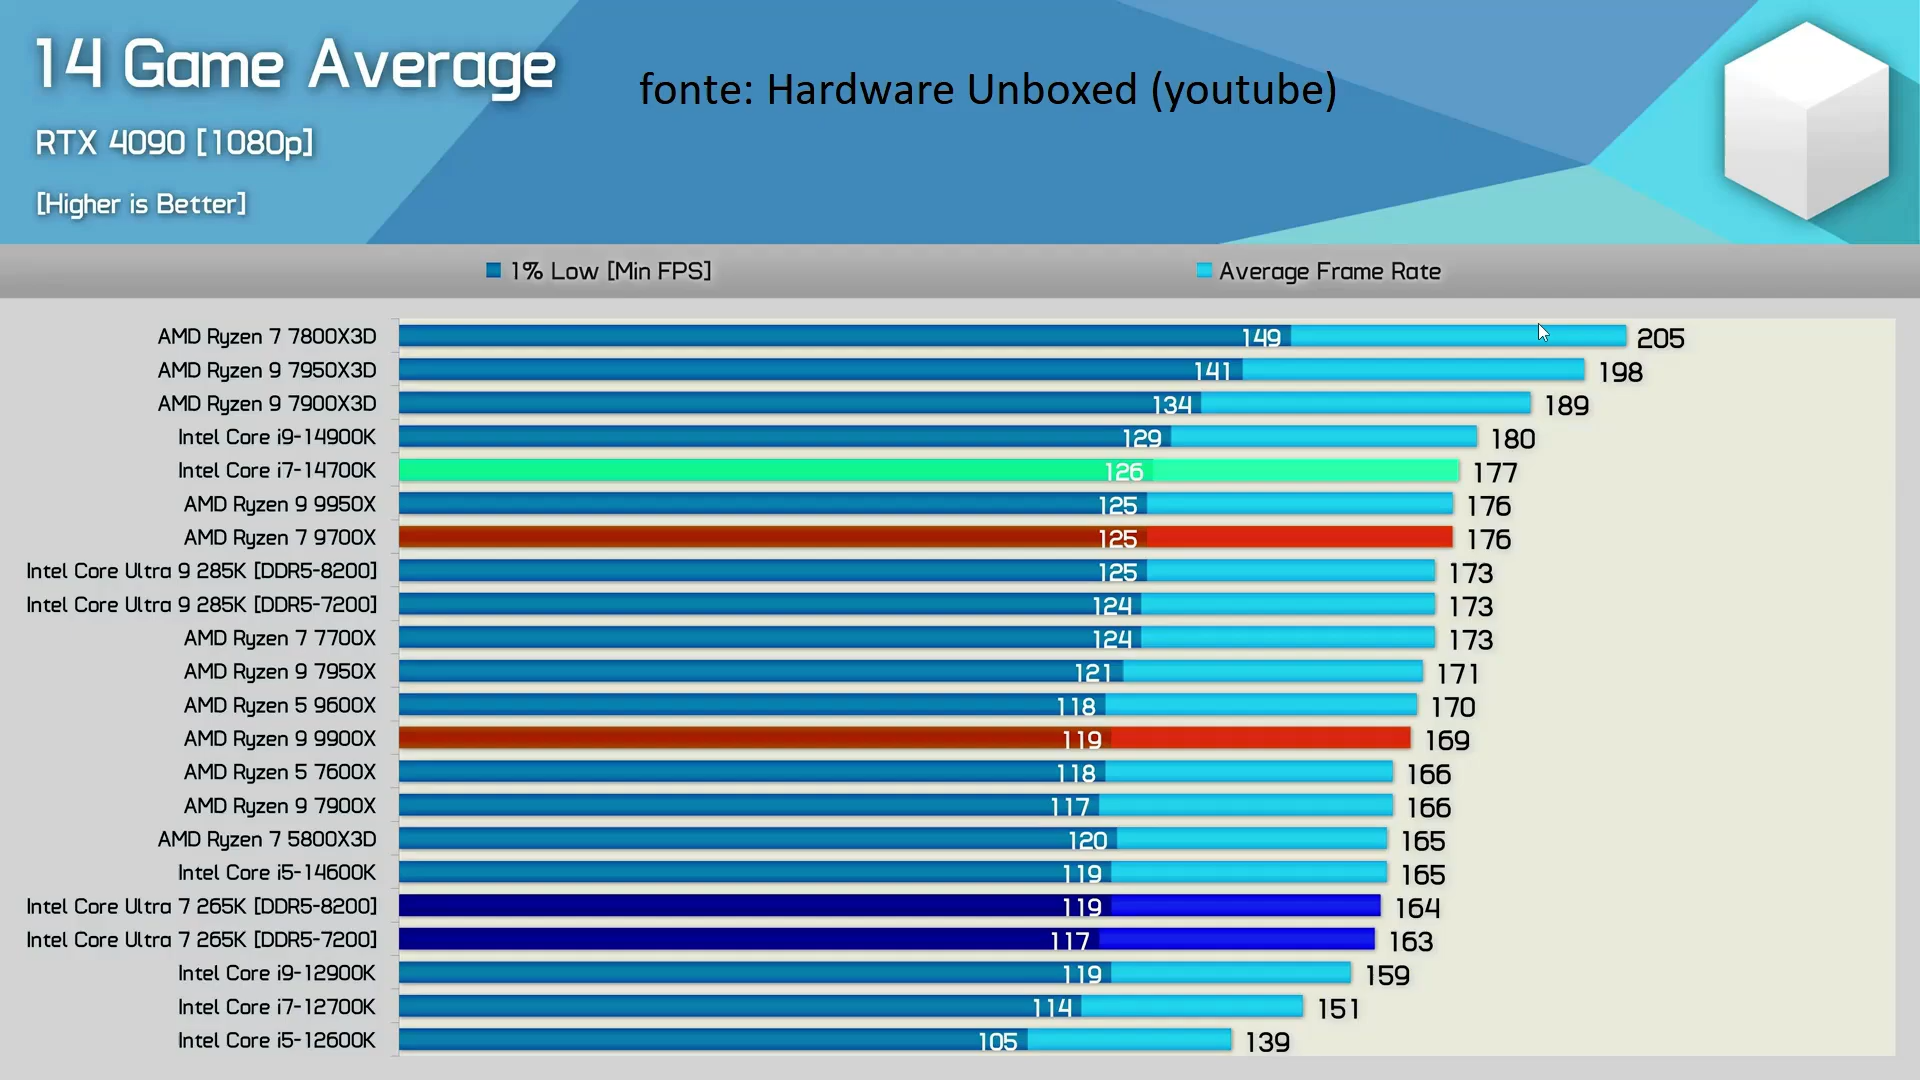 14 Game Average
fonte: Hardware Unboxed (youtube)
RTX 4090 [1080p]
[Higher is Better]
1% Low [Min FPS] Average Frame Rate
AMD Ryzen 7 7800X3D 149 205
AMD Ryzen 9 7950X3D 141 198
AMD Ryzen 9 7900X3D 134 189
Intel Core i9-14900K 129 180
Intel Core i7-14700K 126 177
AMD Ryzen 9 9950X 125 176
AMD Ryzen 7 9700X 125 176
Intel Core Ultra 9 285K [DDR5-8200] 125 173
Intel Core Ultra 9 285K [DDR5-7200] 124 173
AMD Ryzen 7 7700X 124 173
AMD Ryzen 9 7950X 121 171
AMD Ryzen 5 9600X 118 170
AMD Ryzen 9 9900X 119 169
AMD Ryzen 5 7600X 118 166
AMD Ryzen 9 7900X 117 166
AMD Ryzen 7 5800X3D 120 165
Intel Core i5-14600K 119 165
Intel Core Ultra 7 265K [DDR5-8200] 119 164
Intel Core Ultra 7 265K [DDR5-7200] 117 163
Intel Core i9-12900K 119 159
Intel Core i7-12700K 114 151
Intel Core i5-12600K 105 139